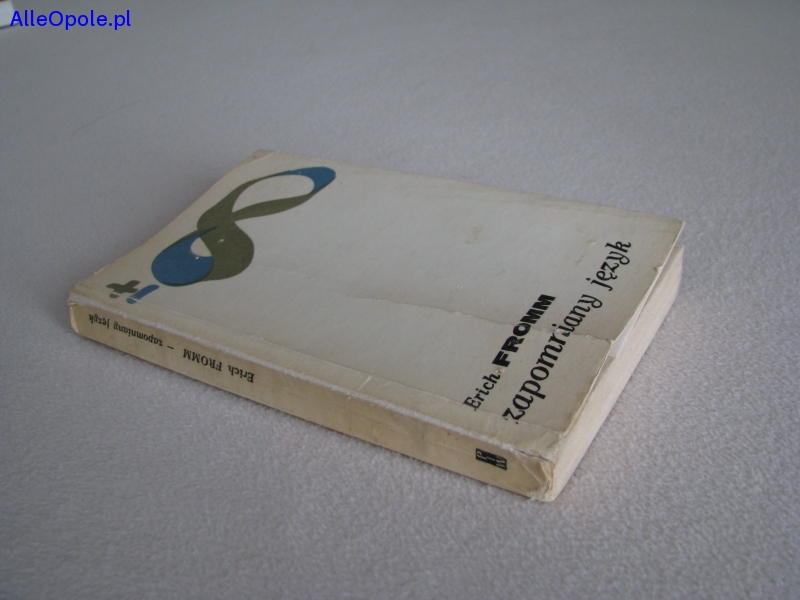 AlleOpole.pl
Erich FROMM
zapomniany język
Erich FROMM — zapomniany język